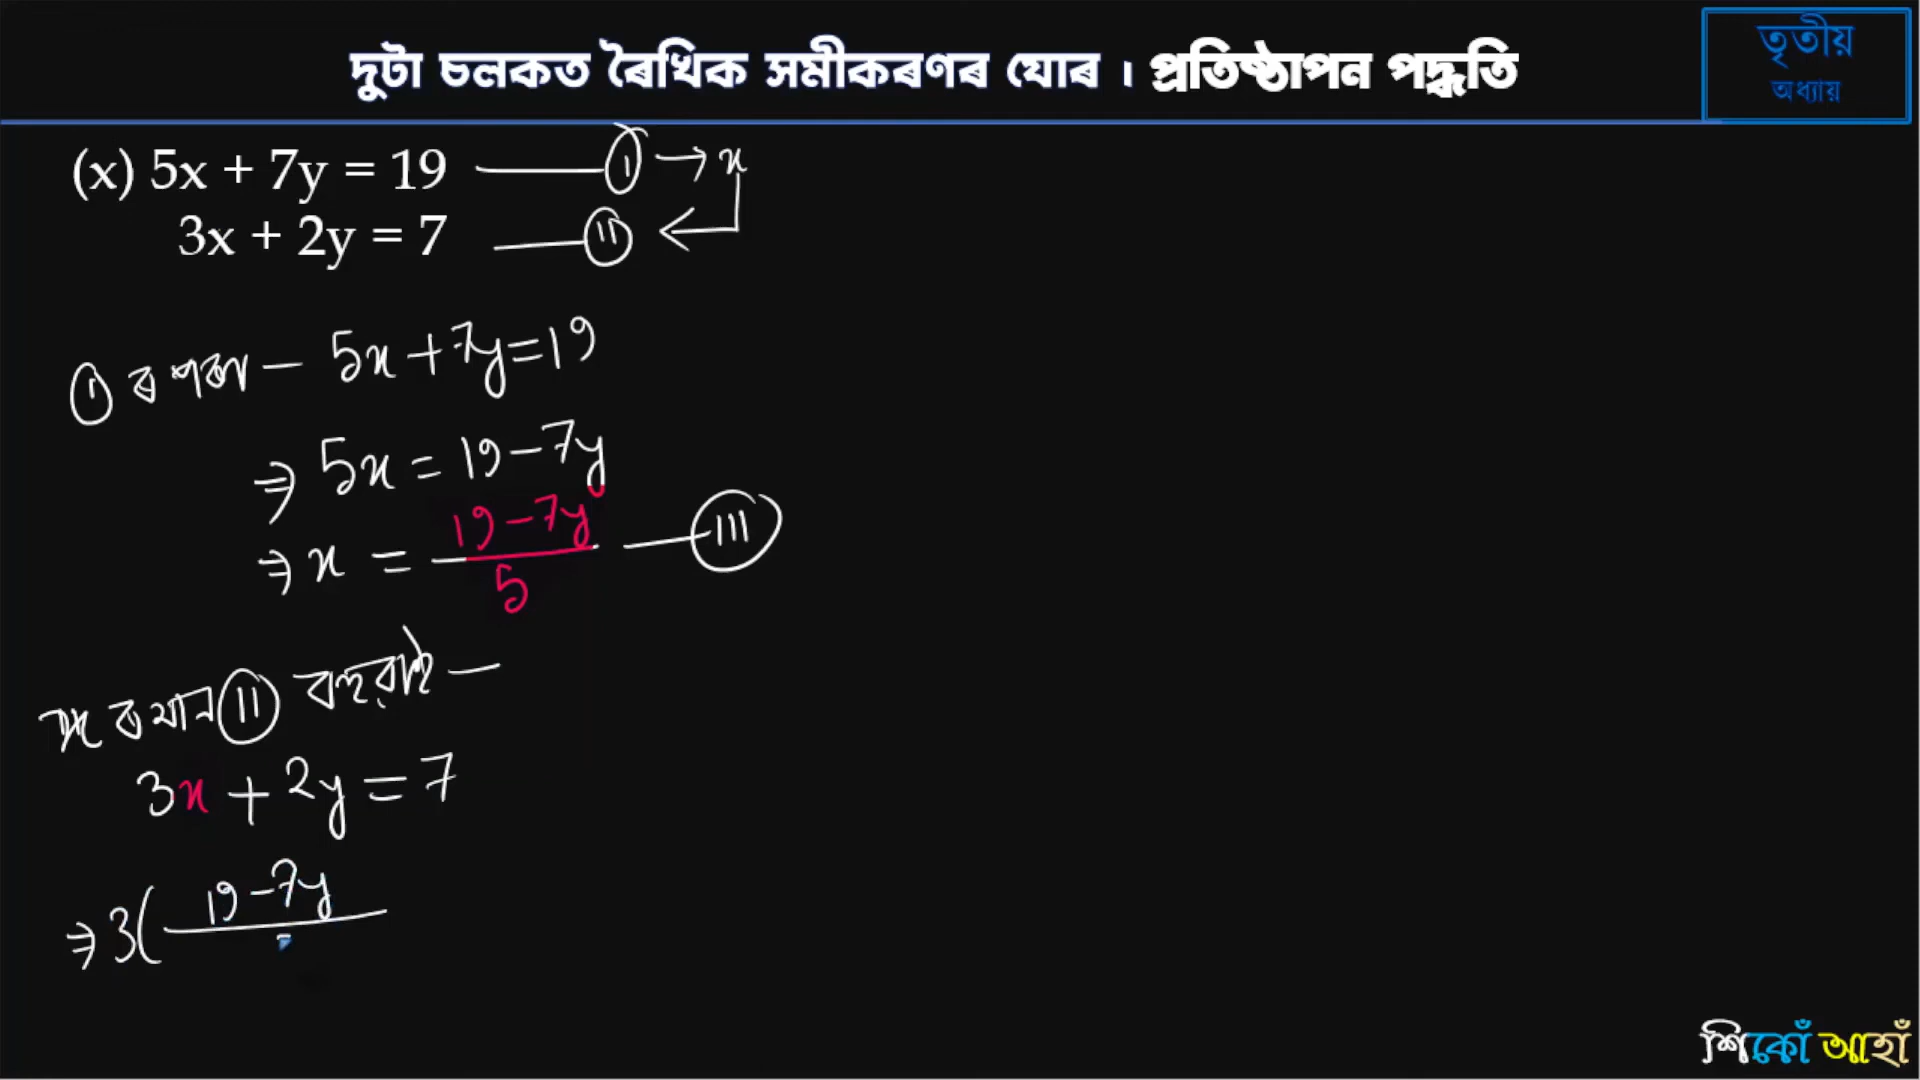 দুটা চলকত ৰৈখিক সমীকৰণৰ যোৰ । প্ৰতিষ্ঠাপন পদ্ধতি
তৃতীয়
অধ্যায়
(x) 5x + 7y = 19 —— I → x
3x + 2y = 7 —— II ←
I ৰ পৰা – 5x + 7y = 19
⇒ 5x = 19 – 7y
⇒ x = (19 – 7y)/5 —— III
x ৰ মান II বহুৱাই –
3x + 2y = 7
⇒ 3( 19 – 7y
শিকোঁ আহাঁ